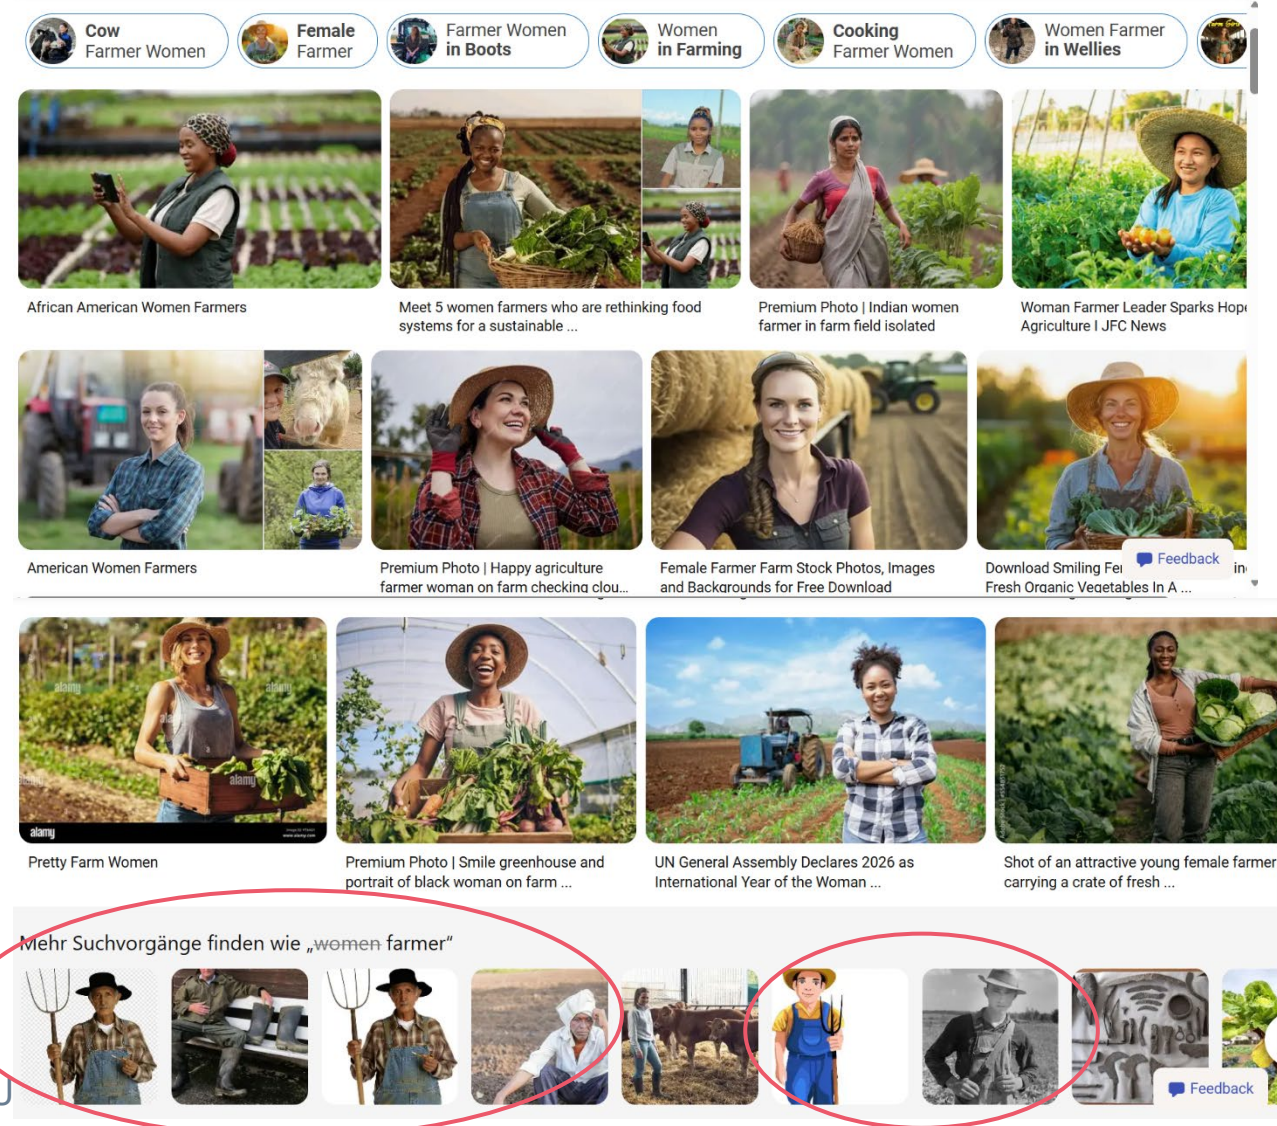 Cow
Farmer Women
Female
Farmer
Farmer Women
in Boots
Women
in Farming
Cooking
Farmer Women
Women Farmer
in Wellies
African American Women Farmers
Meet 5 women farmers who are rethinking food
systems for a sustainable ...
Premium Photo | Indian women
farmer in farm field isolated
Woman Farmer Leader Sparks Hope
Agriculture I JFC News
American Women Farmers
Premium Photo | Happy agriculture
farmer woman on farm checking clou...
Female Farmer Farm Stock Photos, Images
and Backgrounds for Free Download
Download Smiling
Fresh Organic Vegetables In A ...
Feedback
alamy
alamy
alamy
alamy
www.alamy.com
Pretty Farm Women
Premium Photo | Smile greenhouse and
portrait of black woman on farm ...
UN General Assembly Declares 2026 as
International Year of the Woman ...
Shot of an attractive young female farmer
carrying a crate of fresh ...
Mehr Suchvorgänge finden wie „women farmer“
Feedback